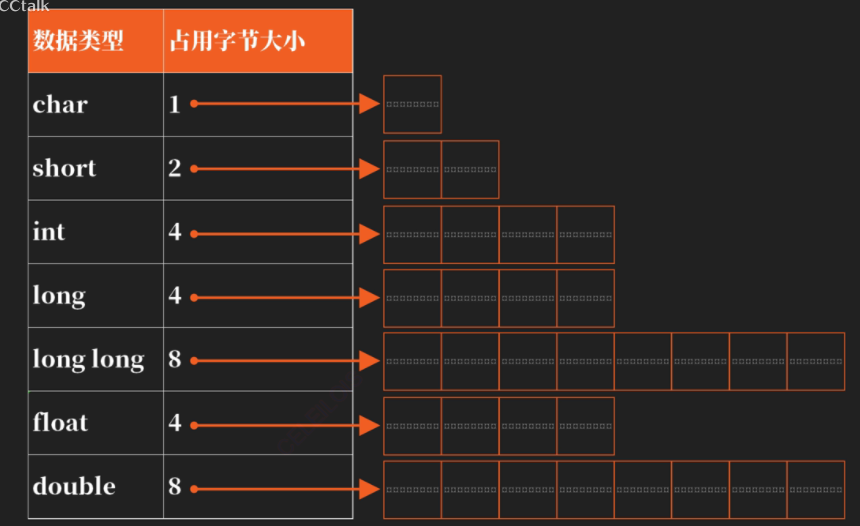 CCtalk
数据类型 占用字节大小
char 1
short 2
int 4
long 4
long long 8
float 4
double 8